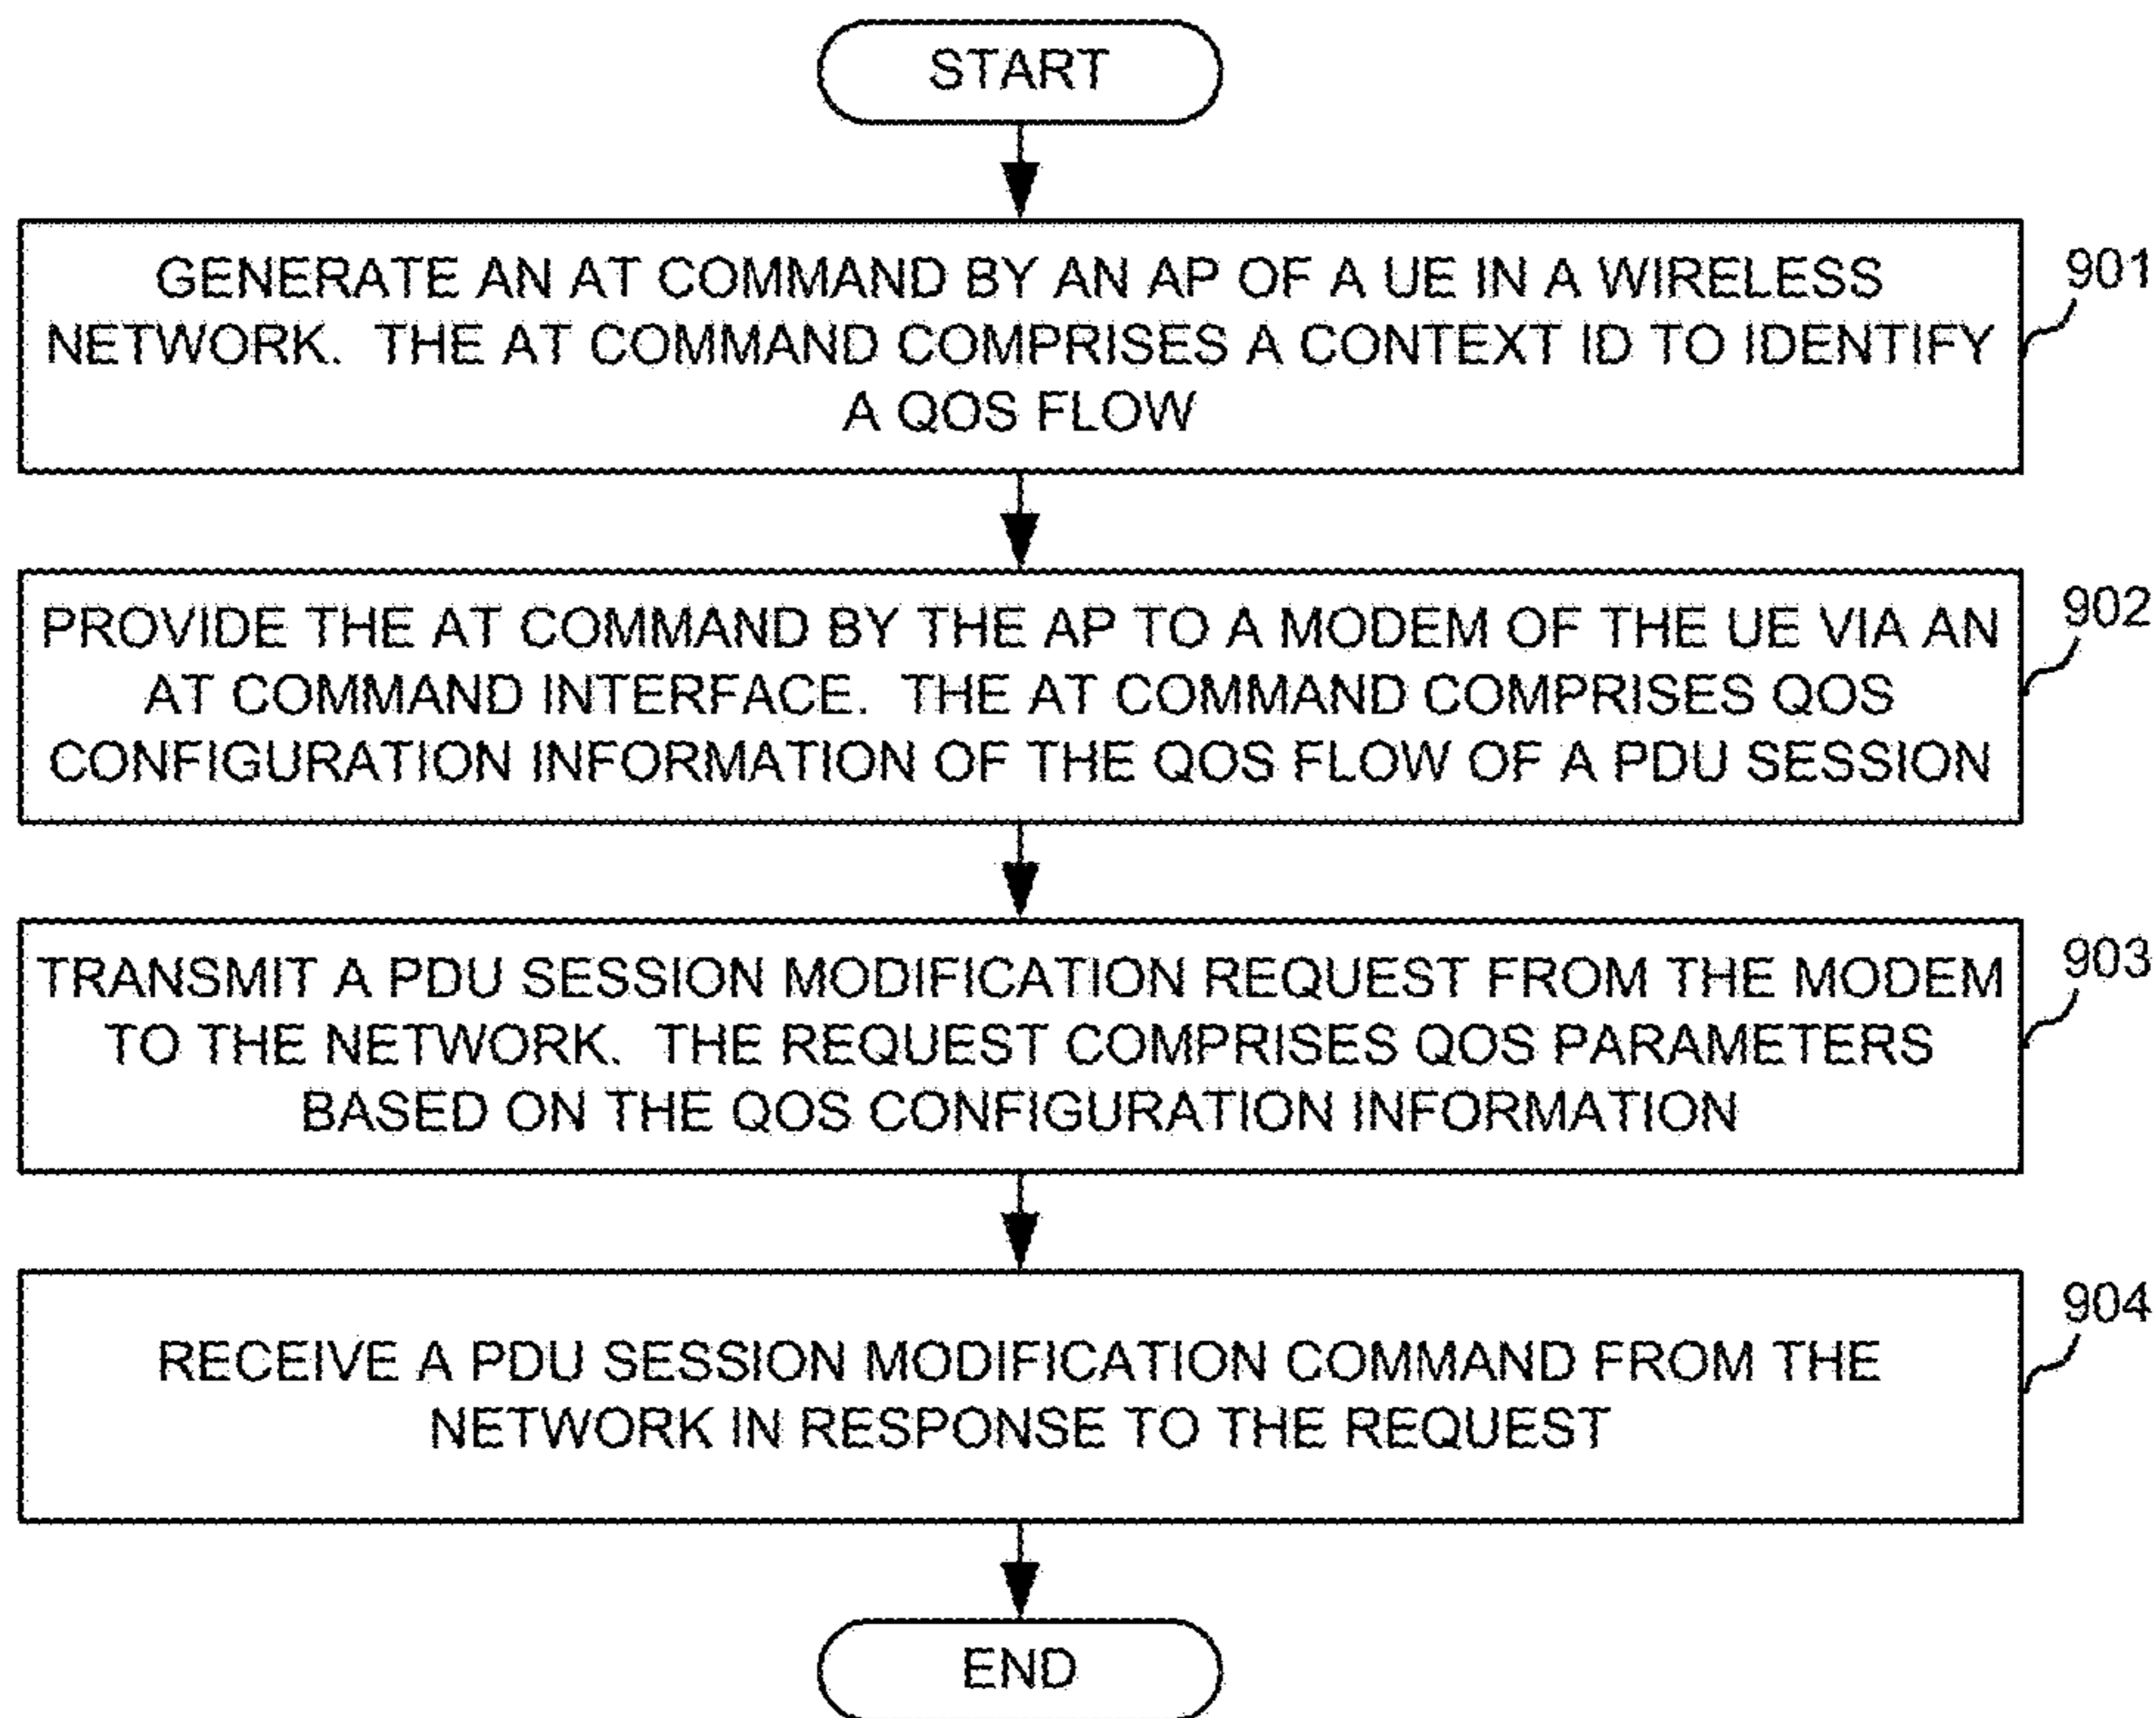 START
GENERATE AN AT COMMAND BY AN AP OF A UE IN A WIRELESS
NETWORK. THE AT COMMAND COMPRISES A CONTEXT ID TO IDENTIFY
A QOS FLOW
901
PROVIDE THE AT COMMAND BY THE AP TO A MODEM OF THE UE VIA AN
AT COMMAND INTERFACE. THE AT COMMAND COMPRISES QOS
CONFIGURATION INFORMATION OF THE QOS FLOW OF A PDU SESSION
902
TRANSMIT A PDU SESSION MODIFICATION REQUEST FROM THE MODEM
TO THE NETWORK. THE REQUEST COMPRISES QOS PARAMETERS
BASED ON THE QOS CONFIGURATION INFORMATION
903
RECEIVE A PDU SESSION MODIFICATION COMMAND FROM THE
NETWORK IN RESPONSE TO THE REQUEST
904
END